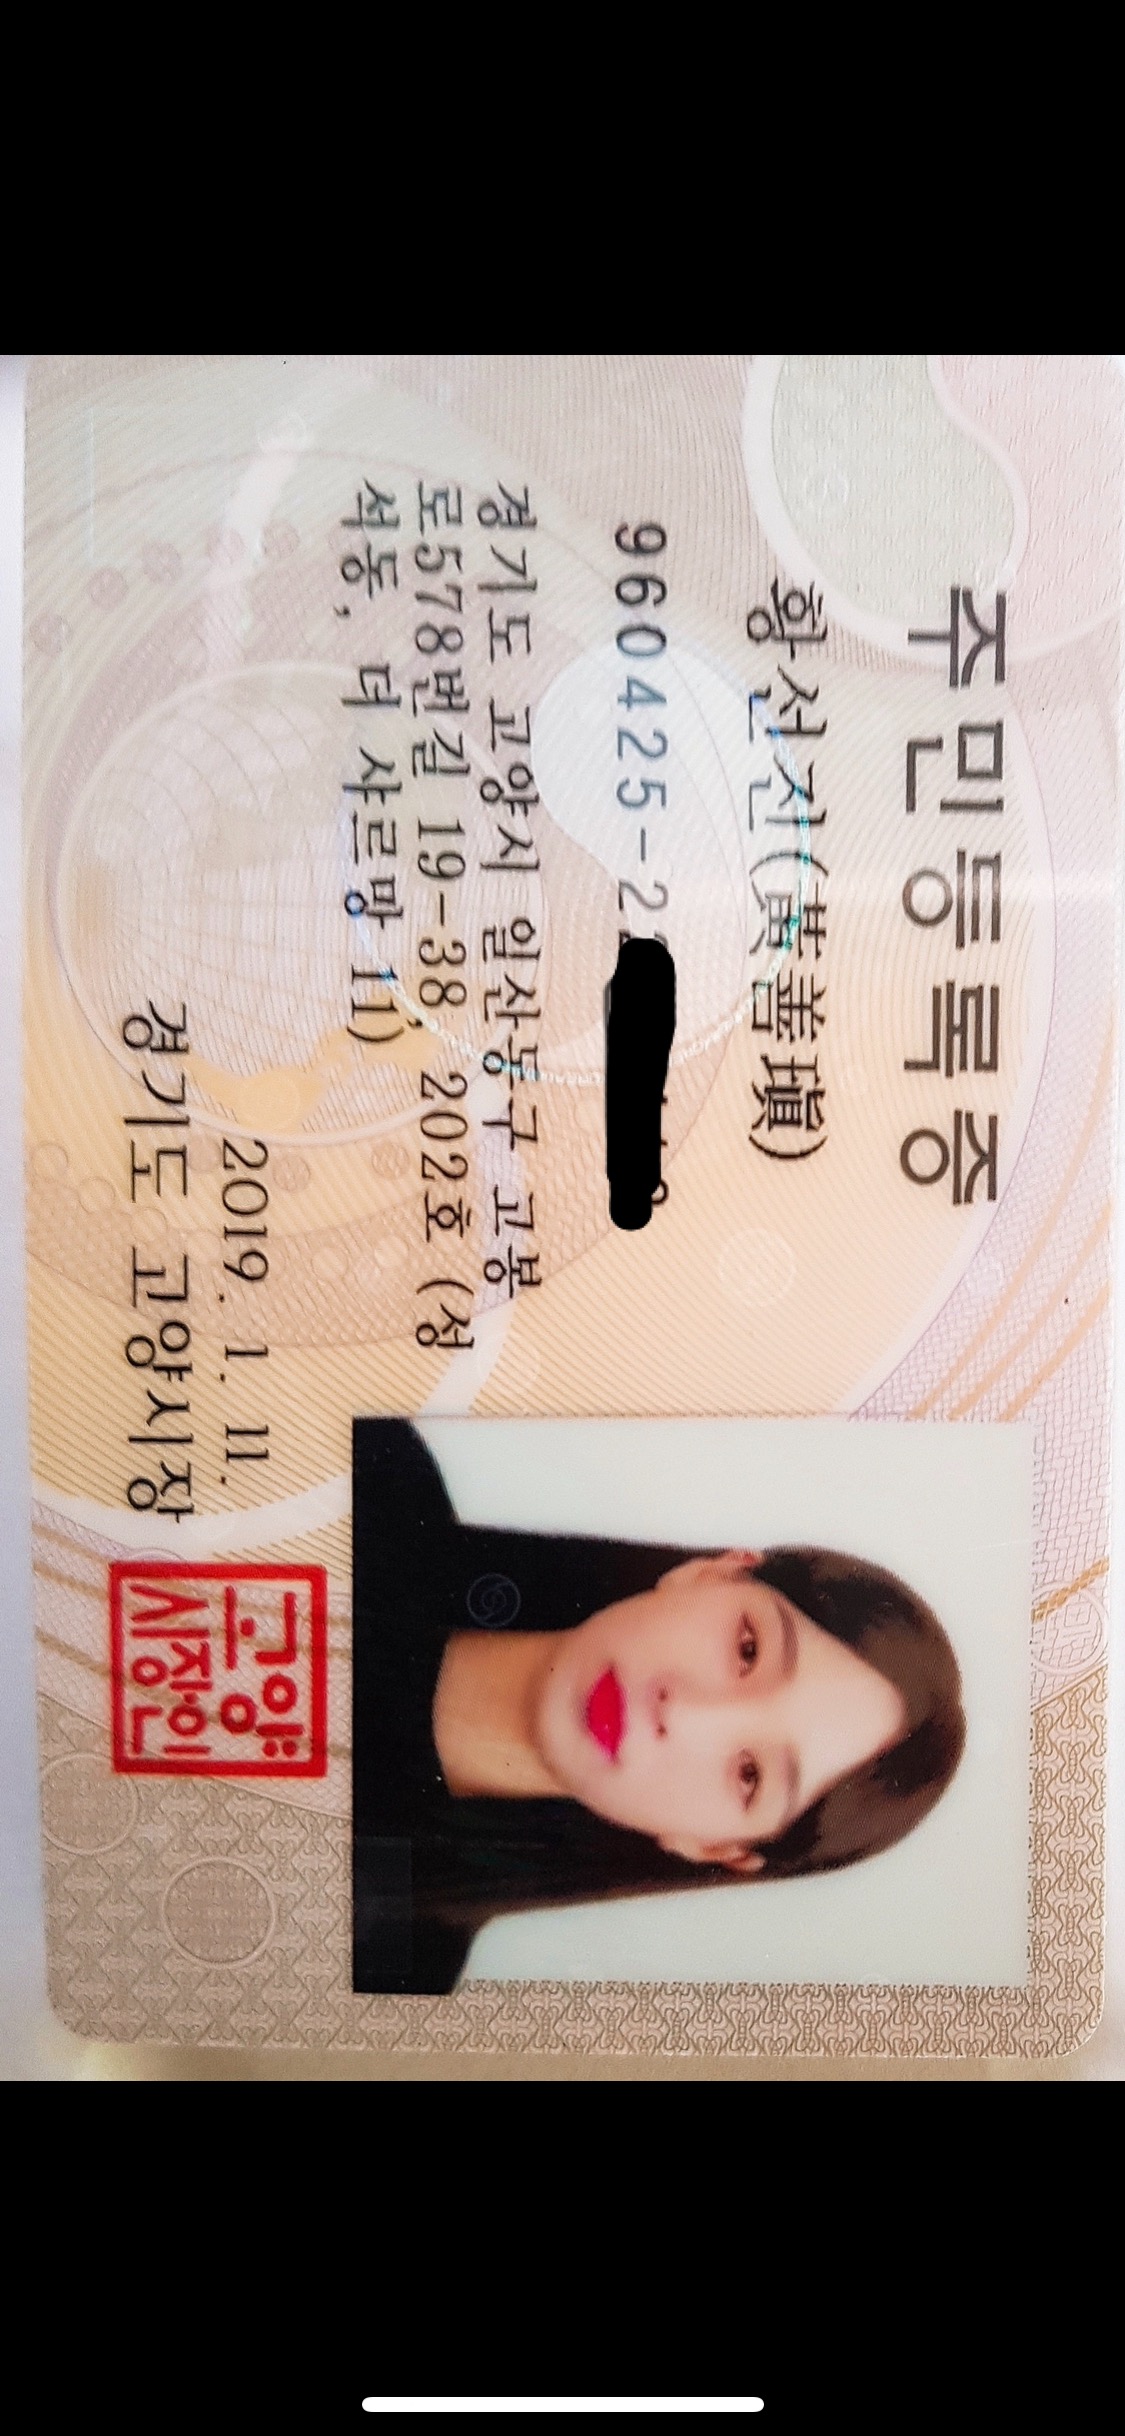 주민등록증
황선진(黄善瑱)
960425-2
경기도 고양시 일산동구 고봉
로578번길 19-38, 202호 (성
석동, 더 샤르망 11)
2019. 1. 11.
경기도 고양시장
고양
시장인